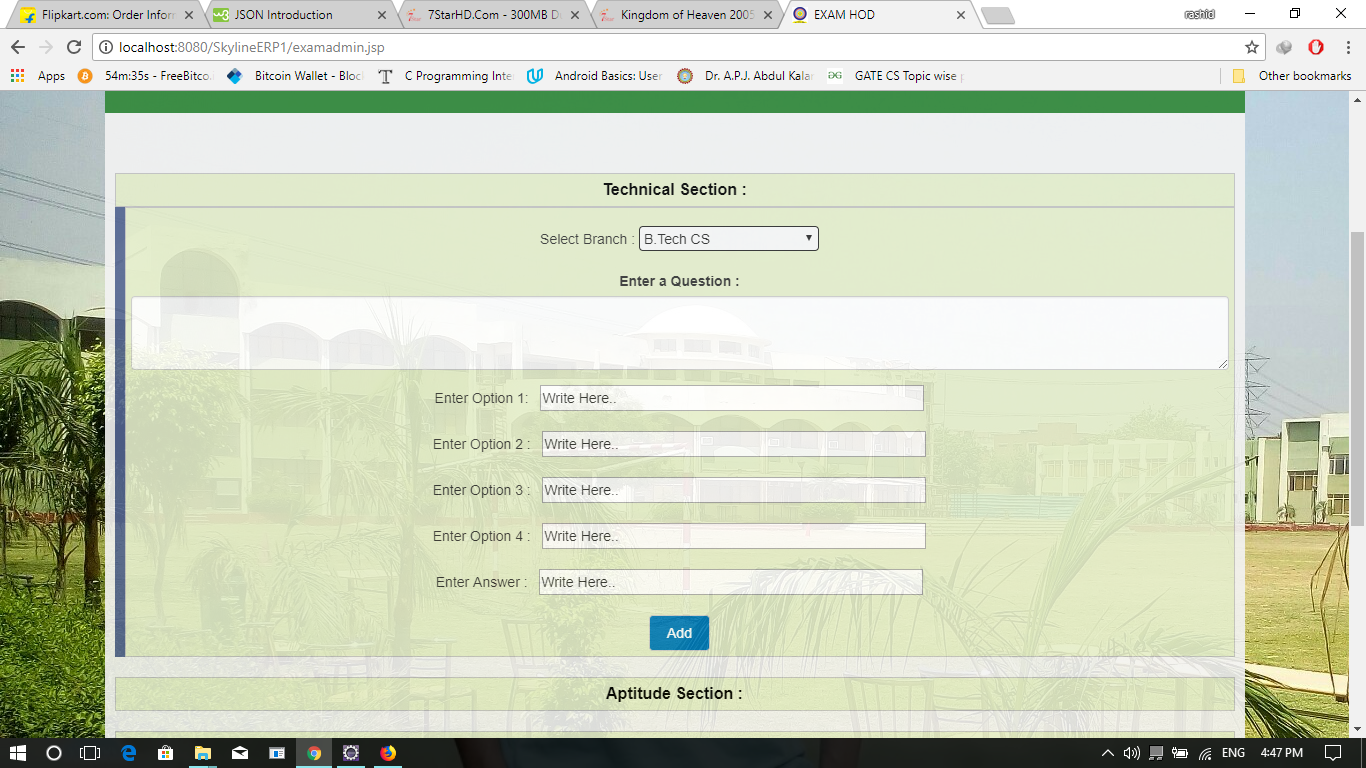 Flipkart.com: Order Inform
JSON Introduction
7StarHD.Com - 300MB D
Kingdom of Heaven 2005
EXAM HOD
rashid
localhost:8080/SkylineERP1/examadmin.jsp
Apps
54m:35s - FreeBitco.
Bitcoin Wallet - Bloc
C Programming Inte
Android Basics: User
Dr. A.P.J. Abdul Kala
GATE CS Topic wise p
Other bookmarks
Technical Section :
Select Branch : B.Tech CS
Enter a Question :
Enter Option 1: Write Here..
Enter Option 2 : Write Here..
Enter Option 3 : Write Here..
Enter Option 4 : Write Here..
Enter Answer : Write Here..
Add
Aptitude Section :
ENG
4:47 PM